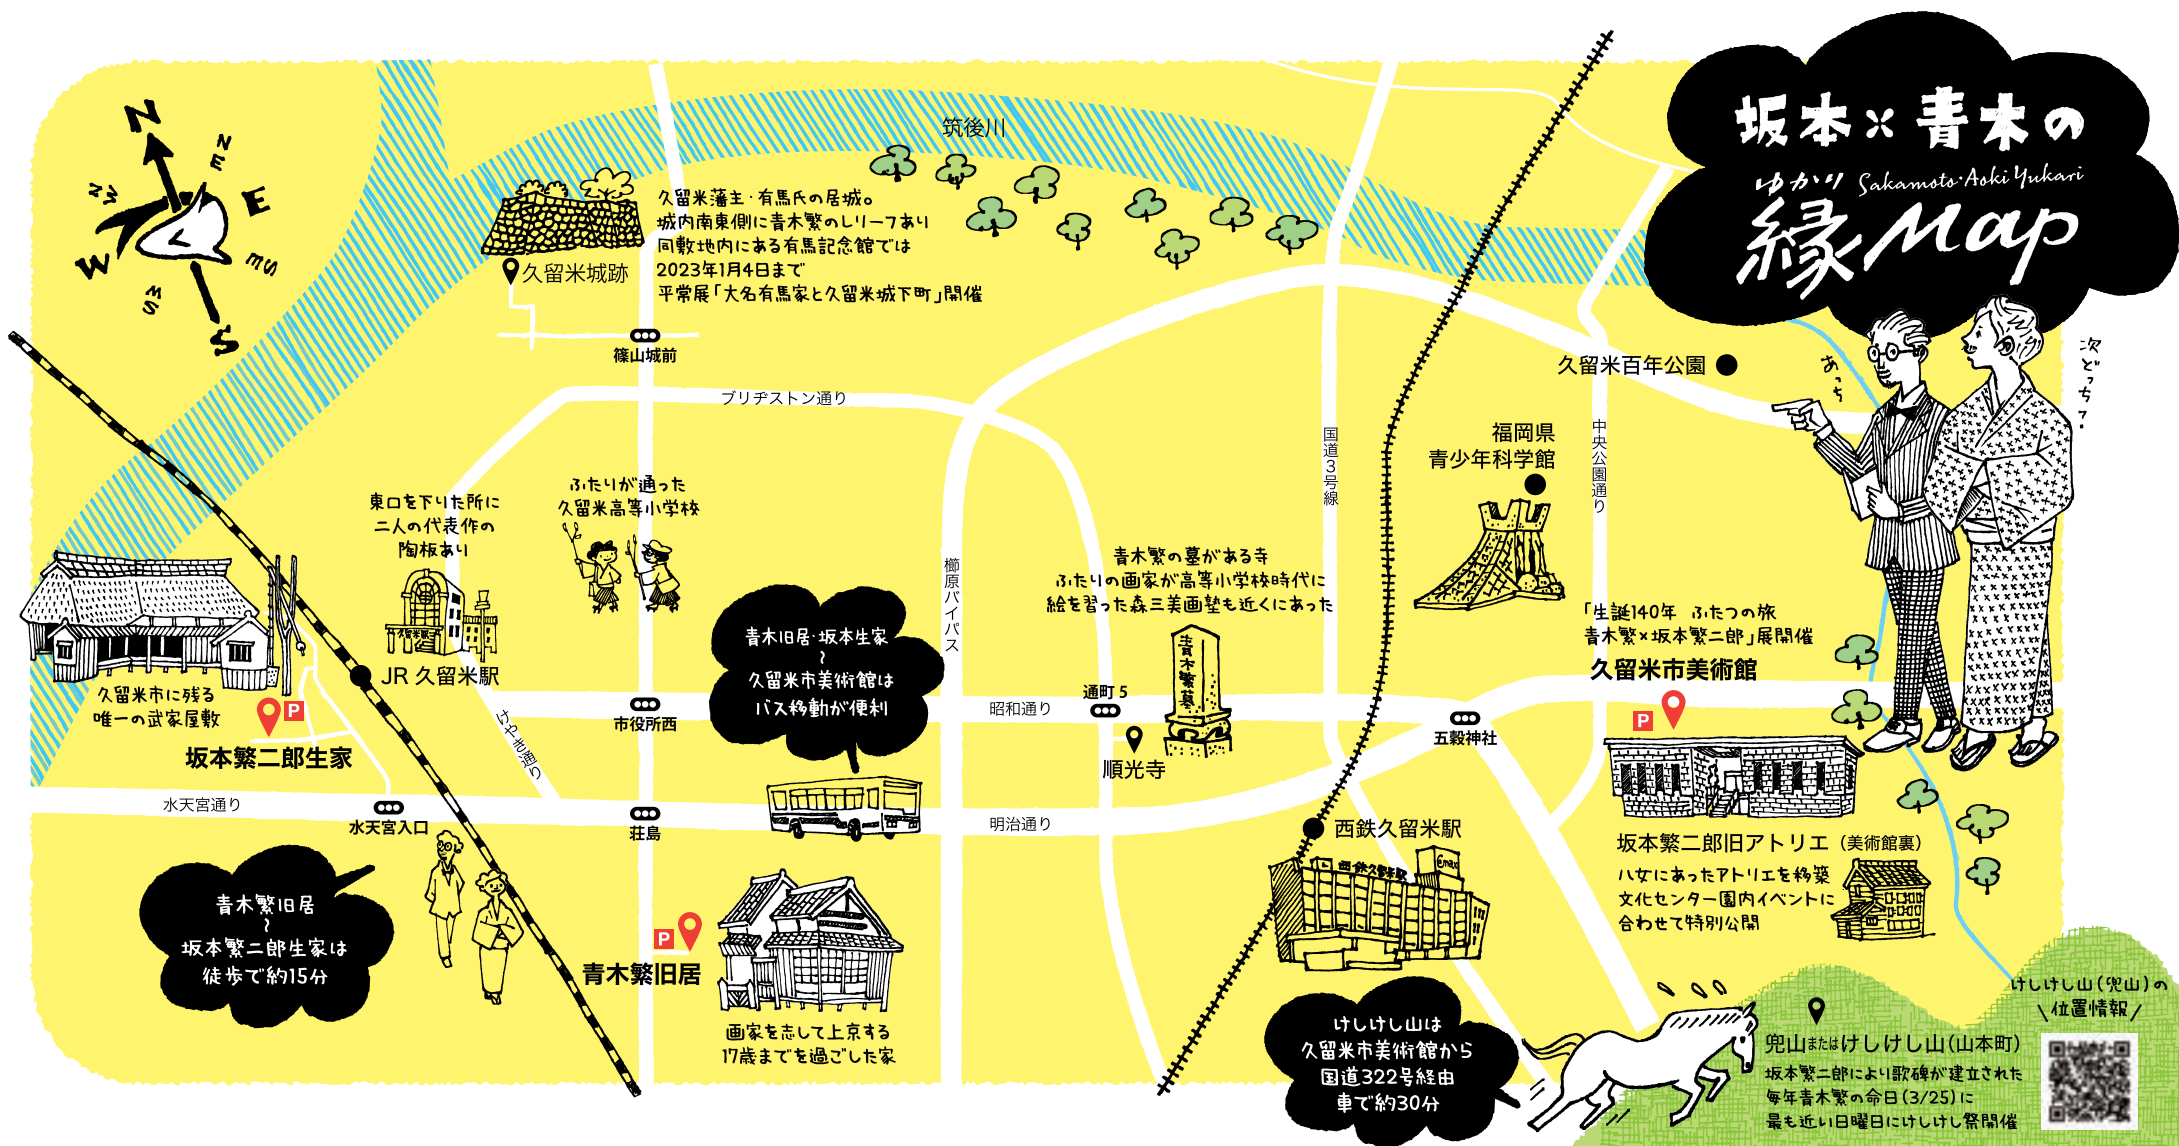 坂本×青木の
ゆかり Sakamoto・Aoki Yukari
縁Map
次どっち?
あっち
N
NE
E
SE
S
SW
W
NW
筑後川
久留米藩主・有馬氏の居城。
城内南東側に青木繁のレリーフあり
同敷地内にある有馬記念館では
2023年1月4日まで
平常展「大名有馬家と久留米城下町」開催
久留米城跡
篠山城前
ブリヂストン通り
久留米百年公園
福岡県
青少年科学館
国道3号線
中央公園通り
東口を下りた所に
二人の代表作の
陶板あり
JR 久留米駅
ふたりが通った
久留米高等小学校
櫛原バイパス
青木繁の墓がある寺
ふたりの画家が高等小学校時代に
絵を習った森三美画塾も近くにあった
青木繁墓
通町5
順光寺
「生誕140年 ふたつの旅
青木繁×坂本繁二郎」展開催
久留米市美術館
P
久留米市に残る
唯一の武家屋敷
P
坂本繁二郎生家
けやき通り
市役所西
青木旧居・坂本生家
〜
久留米市美術館は
バス移動が便利
昭和通り
五穀神社
水天宮通り
水天宮入口
荘島
明治通り
西鉄久留米駅
西鉄久留米駅
Emax
坂本繁二郎旧アトリエ(美術館裏)
八女にあったアトリエを移築
文化センター園内イベントに
合わせて特別公開
青木繁旧居
〜
坂本繁二郎生家は
徒歩で約15分
P
青木繁旧居
画家を志して上京する
17歳までを過ごした家
けしけし山は
久留米市美術館から
国道322号経由
車で約30分
けしけし山(兜山)の
\位置情報/
兜山またはけしけし山(山本町)
坂本繁二郎により歌碑が建立された
毎年青木繁の命日(3/25)に
最も近い日曜日にけしけし祭開催